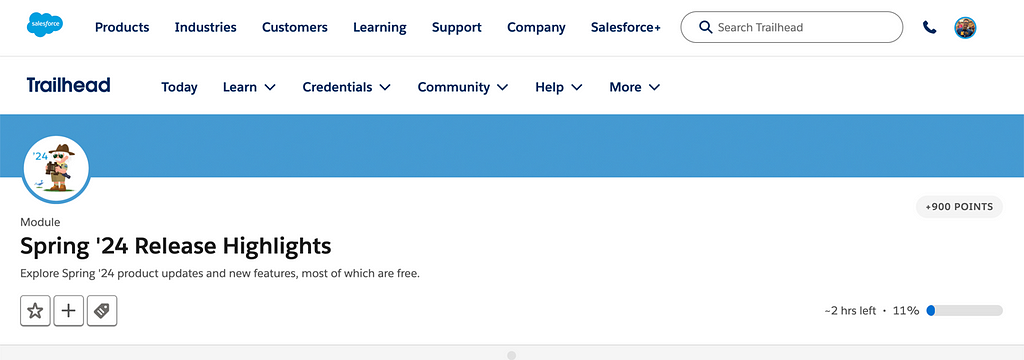 salesforce
Products Industries Customers Learning Support Company Salesforce+ Search Trailhead
Trailhead Today Learn Credentials Community Help More
'24
+900 POINTS
Module
Spring '24 Release Highlights
Explore Spring '24 product updates and new features, most of which are free.
~2 hrs left • 11%